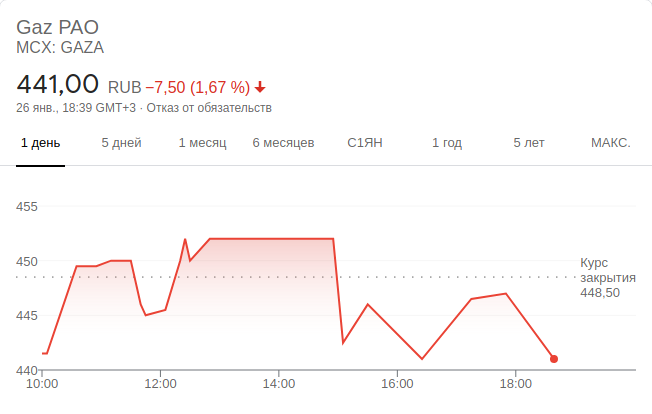 Gaz PAO
MCX: GAZA
441,00 RUB −7,50 (1,67 %)
26 янв., 18:39 GMT+3 · Отказ от обязательств
1 день 5 дней 1 месяц 6 месяцев С1ЯН 1 год 5 лет МАКС.
455
450
445
440
Курс
закрытия
448,50
10:00 12:00 14:00 16:00 18:00